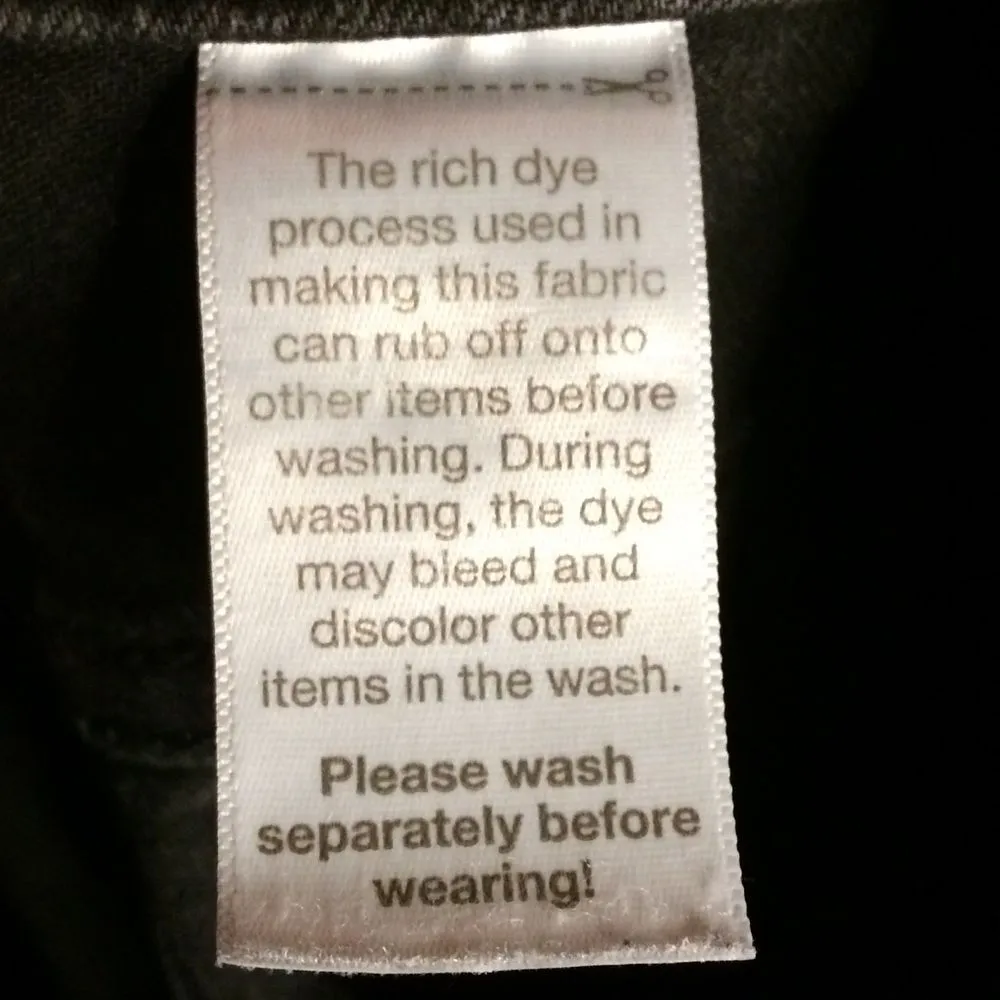 The rich dye
process used in
making this fabric
can rub off onto
other items before
washing. During
washing, the dye
may bleed and
discolor other
items in the wash.
Please wash
separately before
wearing!